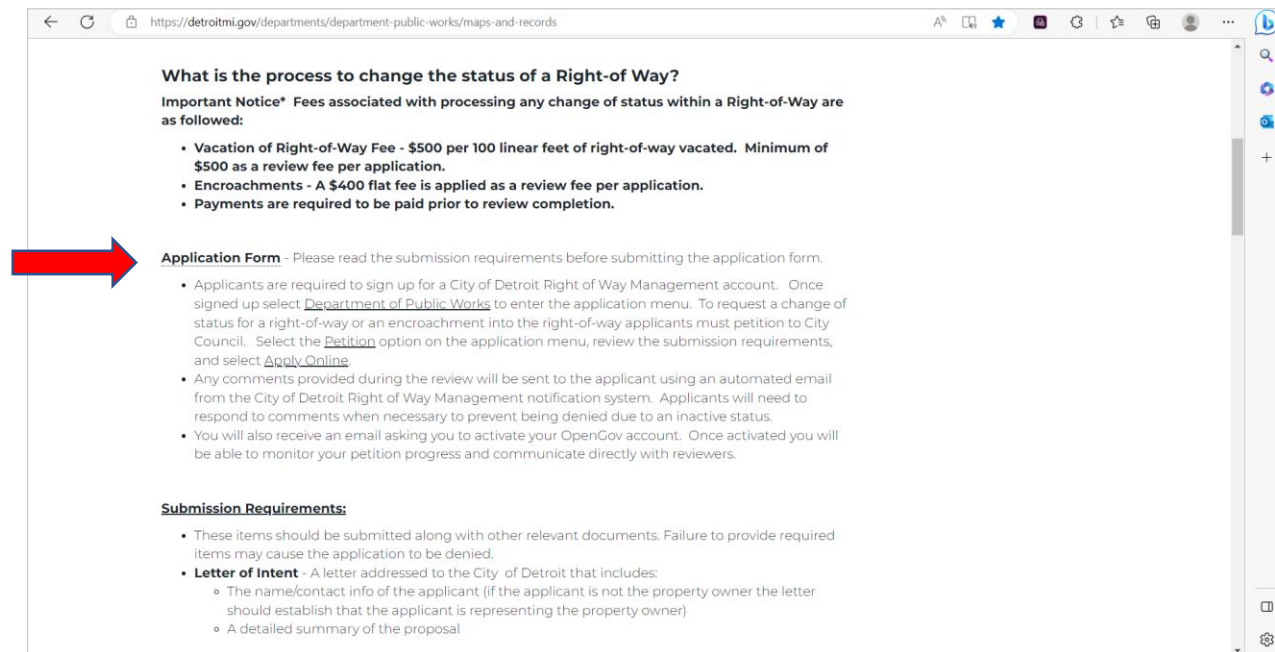 https://detroitmi.gov/departments/department-public-works/maps-and-records
What is the process to change the status of a Right-of Way?
Important Notice* Fees associated with processing any change of status within a Right-of-Way are
as followed:
• Vacation of Right-of-Way Fee - $500 per 100 linear feet of right-of-way vacated. Minimum of
$500 as a review fee per application.
• Encroachments - A $400 flat fee is applied as a review fee per application.
• Payments are required to be paid prior to review completion.
Application Form - Please read the submission requirements before submitting the application form.
• Applicants are required to sign up for a City of Detroit Right of Way Management account. Once
signed up select Department of Public Works to enter the application menu. To request a change of
status for a right-of-way or an encroachment into the right-of-way applicants must petition to City
Council. Select the Petition option on the application menu, review the submission requirements,
and select Apply Online.
• Any comments provided during the review will be sent to the applicant using an automated email
from the City of Detroit Right of Way Management notification system. Applicants will need to
respond to comments when necessary to prevent being denied due to an inactive status.
• You will also receive an email asking you to activate your OpenGov account. Once activated you will
be able to monitor your petition progress and communicate directly with reviewers.
Submission Requirements:
• These items should be submitted along with other relevant documents. Failure to provide required
items may cause the application to be denied.
• Letter of Intent - A letter addressed to the City of Detroit that includes:
◦ The name/contact info of the applicant (if the applicant is not the property owner the letter
should establish that the applicant is representing the property owner)
◦ A detailed summary of the proposal